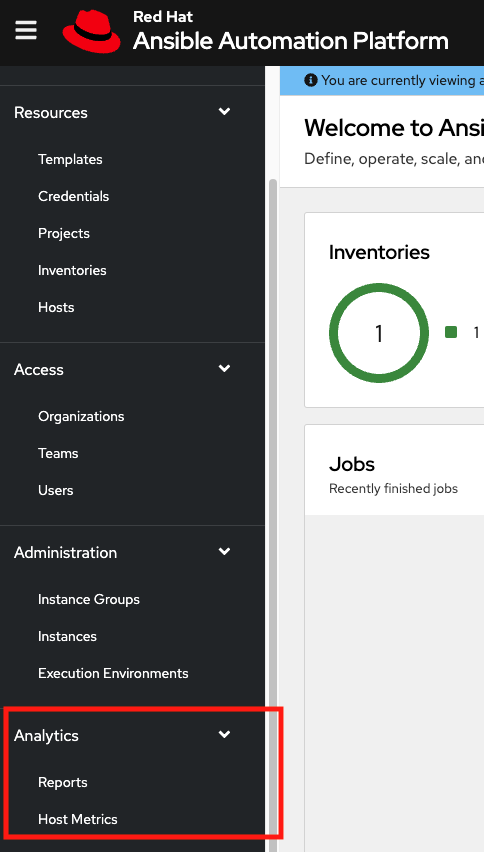 Red Hat
Ansible Automation Platform
You are currently viewing
Welcome to Ansi
Define, operate, scale, and
Resources
Templates
Credentials
Projects
Inventories
Hosts
Access
Organizations
Teams
Users
Administration
Instance Groups
Instances
Execution Environments
Analytics
Reports
Host Metrics
Inventories
1
1
Jobs
Recently finished jobs